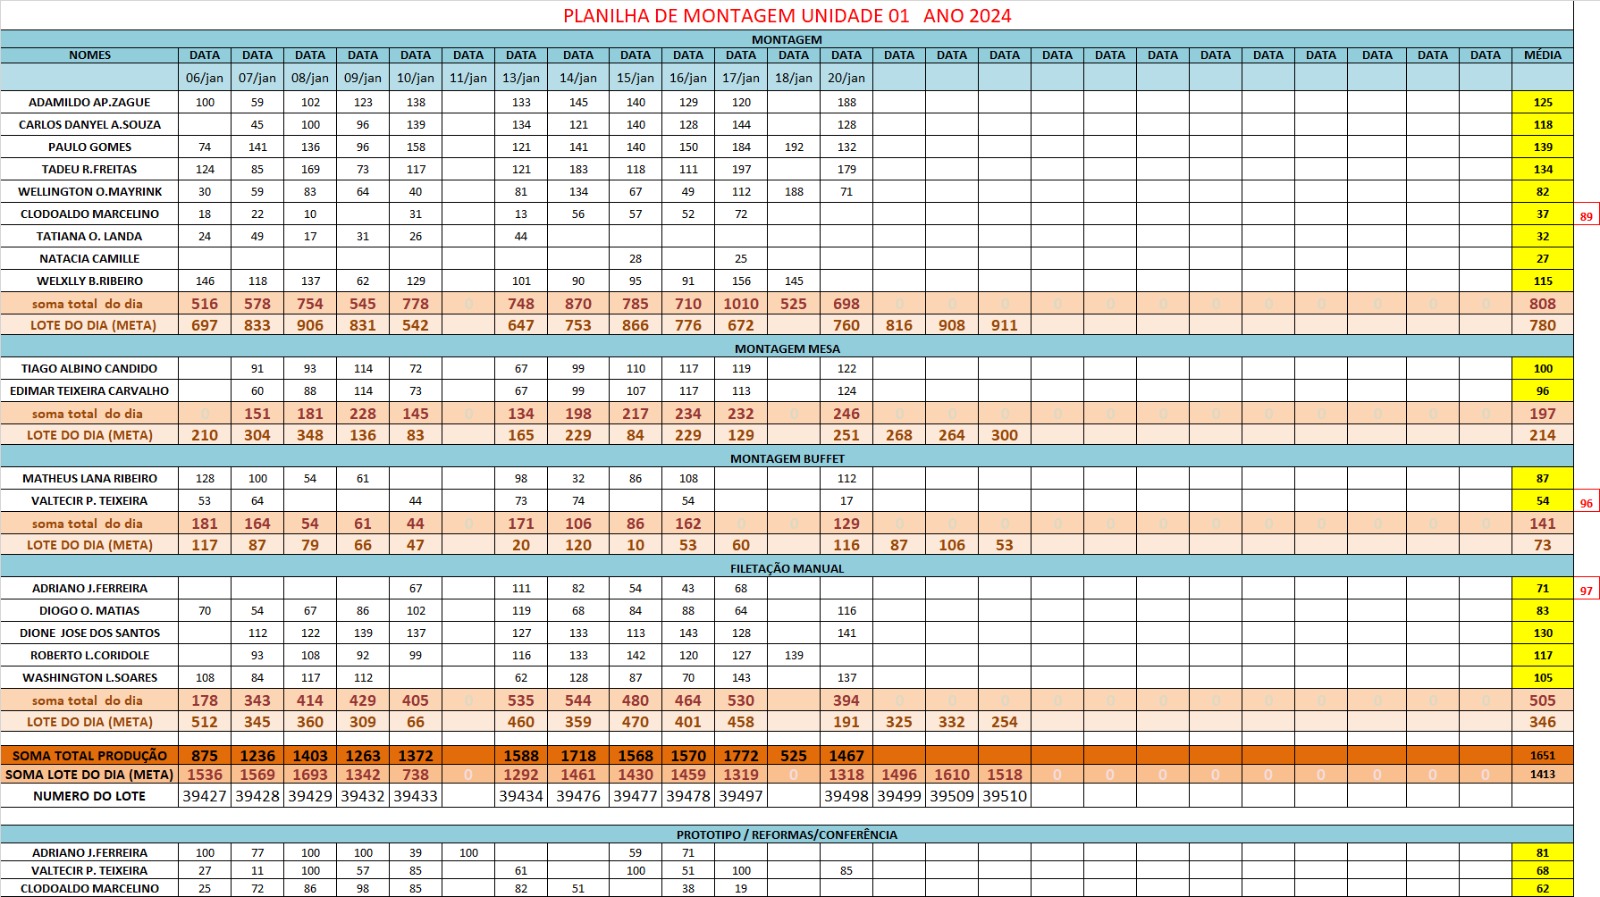 PLANILHA DE MONTAGEM UNIDADE 01 ANO 2024
MONTAGEM
NOMES DATA DATA DATA DATA DATA DATA DATA DATA DATA DATA DATA DATA DATA DATA DATA DATA DATA DATA DATA DATA DATA DATA DATA DATA DATA MÉDIA
06/jan 07/jan 08/jan 09/jan 10/jan 11/jan 13/jan 14/jan 15/jan 16/jan 17/jan 18/jan 20/jan
ADAMILDO AP.ZAGUE 100 59 102 123 138 133 145 140 129 120 188 125
CARLOS DANYEL A.SOUZA 45 100 96 139 134 121 140 128 144 128 118
PAULO GOMES 74 141 136 96 158 121 141 140 150 184 192 132 139
TADEU R.FREITAS 124 85 169 73 117 121 183 118 111 197 179 134
WELLINGTON O.MAYRINK 30 59 83 64 40 81 134 67 49 112 188 71 82
CLODOALDO MARCELINO 18 22 10 31 13 56 57 52 72 37 89
TATIANA O. LANDA 24 49 17 31 26 44 32
NATACIA CAMILLE 28 25 27
WELXLLY B.RIBEIRO 146 118 137 62 129 101 90 95 91 156 145 115
soma total do dia 516 578 754 545 778 0 748 870 785 710 1010 525 698 0 0 0 0 0 0 0 0 0 0 0 0 808
LOTE DO DIA (META) 697 833 906 831 542 647 753 866 776 672 760 816 908 911 780
MONTAGEM MESA
TIAGO ALBINO CANDIDO 91 93 114 72 67 99 110 117 119 122 100
EDIMAR TEIXEIRA CARVALHO 60 88 114 73 67 99 107 117 113 124 96
soma total do dia 0 151 181 228 145 0 134 198 217 234 232 0 246 0 0 0 0 0 0 0 0 0 0 0 0 197
LOTE DO DIA (META) 210 304 348 136 83 165 229 84 229 129 251 268 264 300 214
MONTAGEM BUFFET
MATHEUS LANA RIBEIRO 128 100 54 61 98 32 86 108 112 87
VALTECIR P. TEIXEIRA 53 64 44 73 74 54 17 54 96
soma total do dia 181 164 54 61 44 0 171 106 86 162 0 0 129 0 0 0 0 0 0 0 0 0 0 0 0 141
LOTE DO DIA (META) 117 87 79 66 47 20 120 10 53 60 116 87 106 53 73
FILETAÇÃO MANUAL
ADRIANO J.FERREIRA 67 111 82 54 43 68 71 97
DIOGO O. MATIAS 70 54 67 86 102 119 68 84 88 64 116 83
DIONE JOSE DOS SANTOS 112 122 139 137 127 133 113 143 128 141 130
ROBERTO L.CORIDOLE 93 108 92 99 116 133 142 120 127 139 117
WASHINGTON L.SOARES 108 84 117 112 62 128 87 70 143 137 105
soma total do dia 178 343 414 429 405 0 535 544 480 464 530 394 0 0 0 0 0 0 0 0 0 0 0 0 505
LOTE DO DIA (META) 512 345 360 309 66 460 359 470 401 458 191 325 332 254 346
SOMA TOTAL PRODUÇÃO 875 1236 1403 1263 1372 1588 1718 1568 1570 1772 525 1467 1651
SOMA LOTE DO DIA (META) 1536 1569 1693 1342 738 0 1292 1461 1430 1459 1319 0 1318 1496 1610 1518 0 0 0 0 0 0 0 0 0 1413
NUMERO DO LOTE 39427 39428 39429 39432 39433 39434 39476 39477 39478 39497 39498 39499 39509 39510
PROTOTIPO / REFORMAS/CONFERÊNCIA
ADRIANO J.FERREIRA 100 77 100 100 39 100 59 71 81
VALTECIR P. TEIXEIRA 27 11 100 57 85 61 100 51 100 85 68
CLODOALDO MARCELINO 25 72 86 98 85 82 51 38 19 62